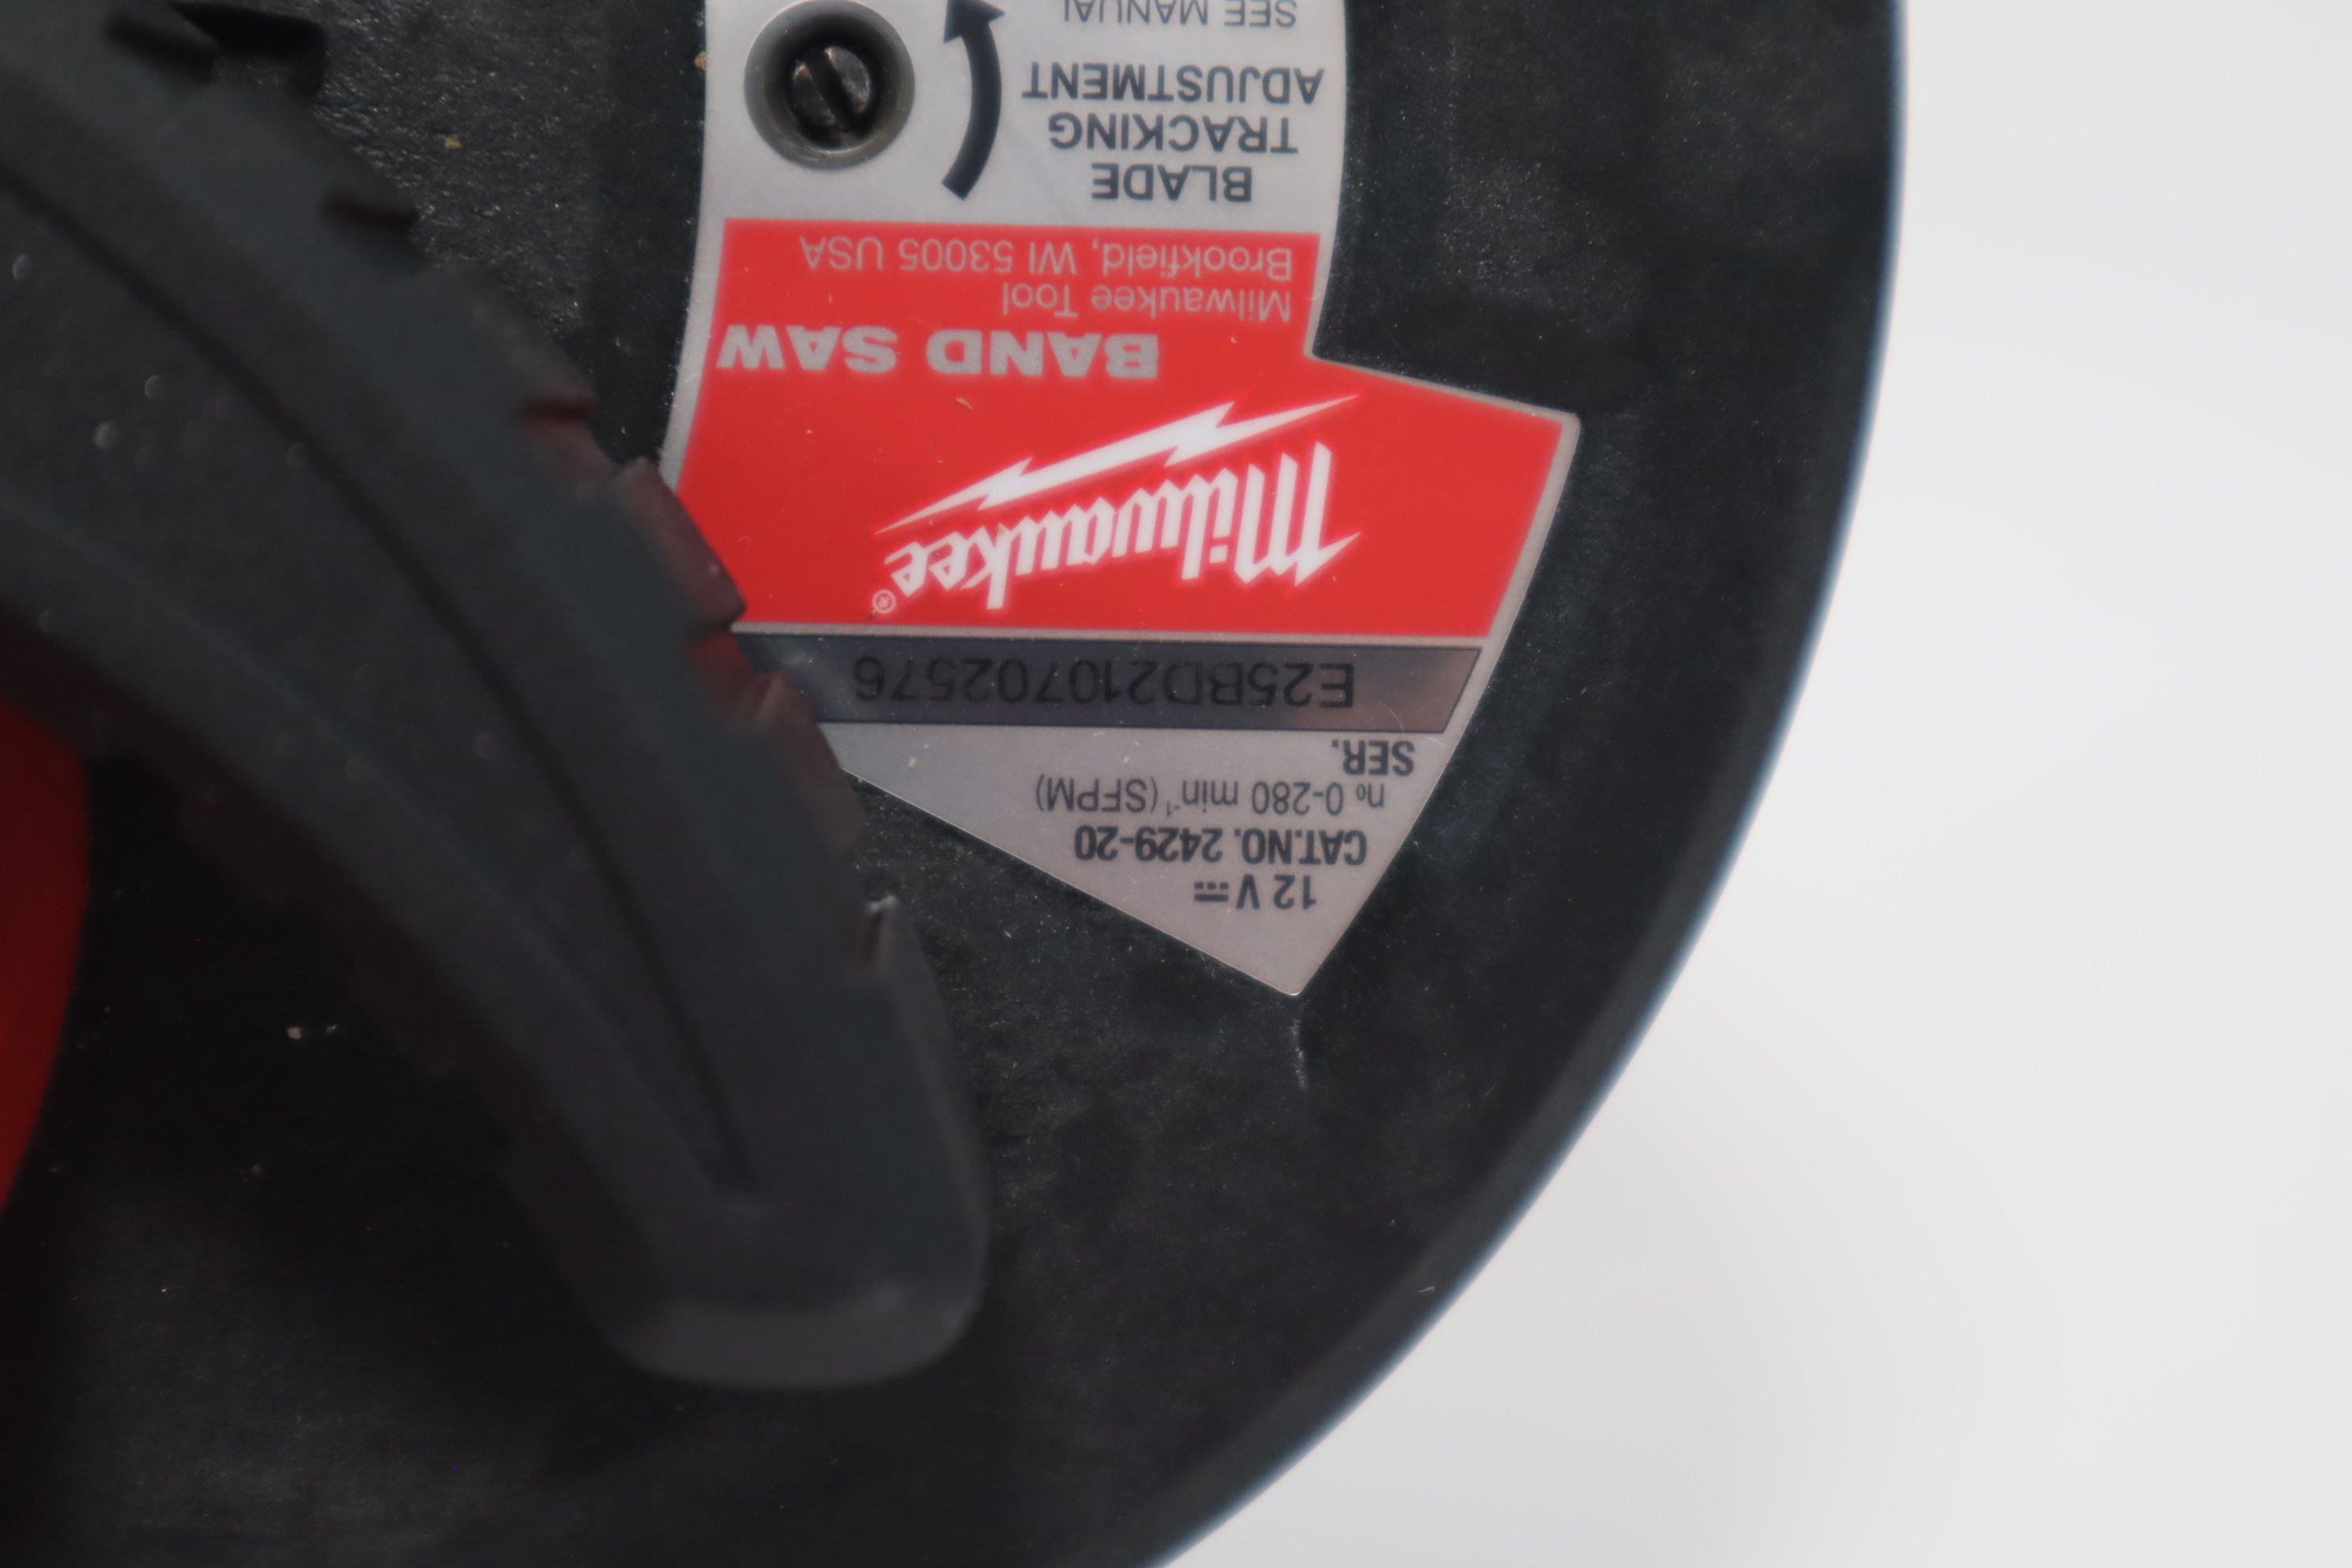 12 V
CAT.NO. 2429-20
n₀ 0-280 min⁻¹ (SFPM)
SER.
E25BD210702576
Milwaukee®
BAND SAW
Milwaukee Tool
Brookfield, WI 53005 USA
BLADE
TRACKING
ADJUSTMENT
SEE MANUAL